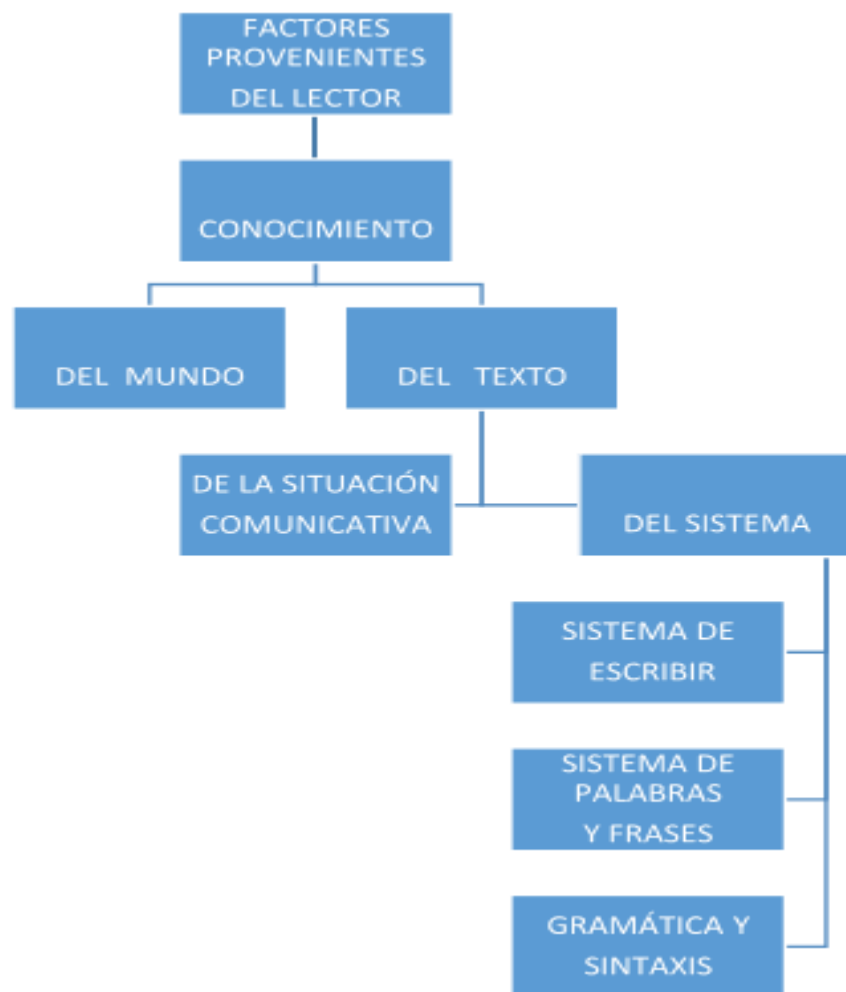 FACTORES
PROVENIENTES
DEL LECTOR
CONOCIMIENTO
DEL MUNDO
DEL TEXTO
DE LA SITUACIÓN
COMUNICATIVA
DEL SISTEMA
SISTEMA DE
ESCRIBIR
SISTEMA DE
PALABRAS
Y FRASES
GRAMÁTICA Y
SINTAXIS